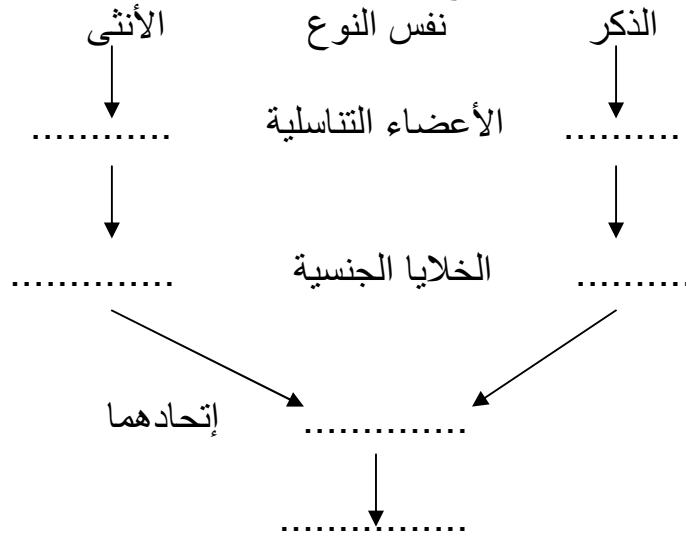 الذكر نفس النوع الأنثى
............ الأعضاء التناسلية ..........
.......... الخلايا الجنسية ..............
إتحادهما ..............
................